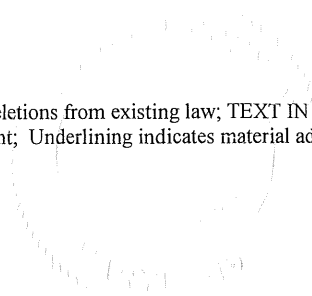 eletions from existing law; TEXT IN
nt; Underlining indicates material ad